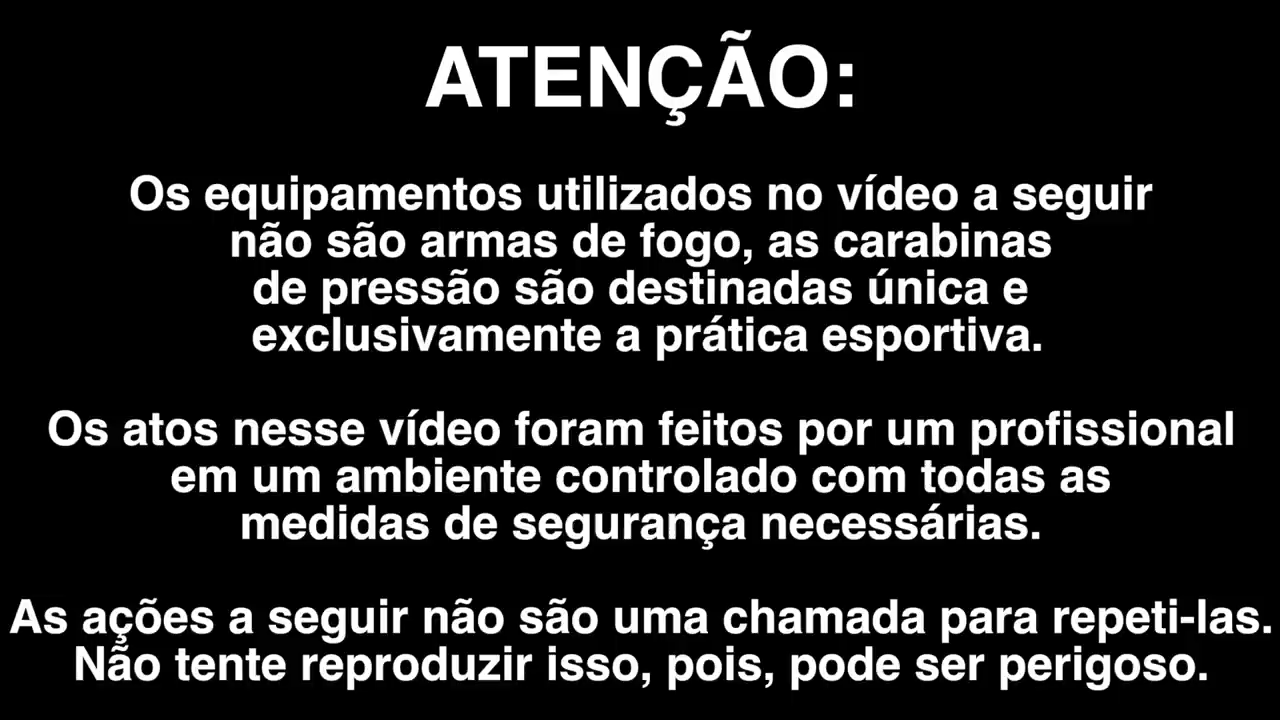 ATENÇÃO:
Os equipamentos utilizados no vídeo a seguir
não são armas de fogo, as carabinas
de pressão são destinadas única e
exclusivamente a prática esportiva.
Os atos nesse vídeo foram feitos por um profissional
em um ambiente controlado com todas as
medidas de segurança necessárias.
As ações a seguir não são uma chamada para repeti-las.
Não tente reproduzir isso, pois, pode ser perigoso.